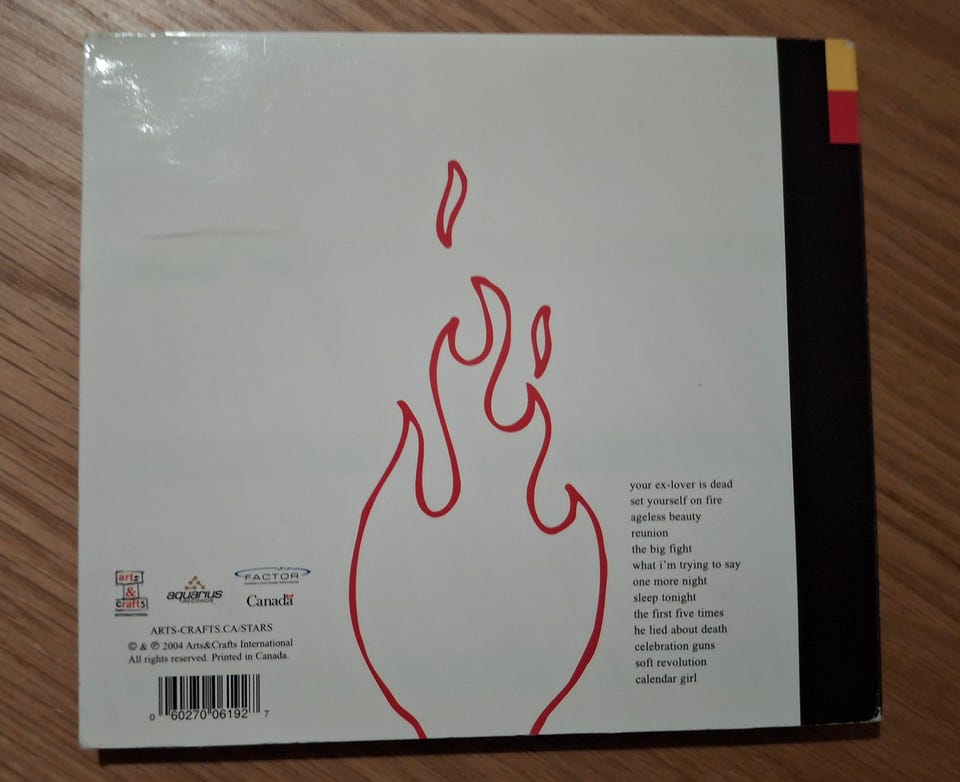 your ex-lover is dead
set yourself on fire
ageless beauty
reunion
the big fight
what i'm trying to say
one more night
sleep tonight
the first five times
he lied about death
celebration guns
soft revolution
calendar girl
arts
&
crafts
INTERNATIONAL
aquarius
RECORDS
FACTOR
Canada
ARTS-CRAFTS.CA/STARS
© & ℗ 2004 Arts&Crafts International
All rights reserved. Printed in Canada.
0 60270 06192 7